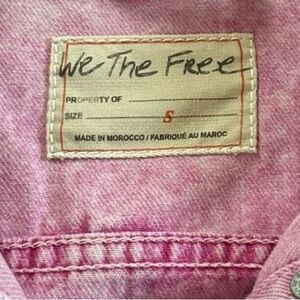 We The Free
PROPERTY OF
SIZE S
MADE IN MOROCCO / FABRIQUÉ AU MAROC